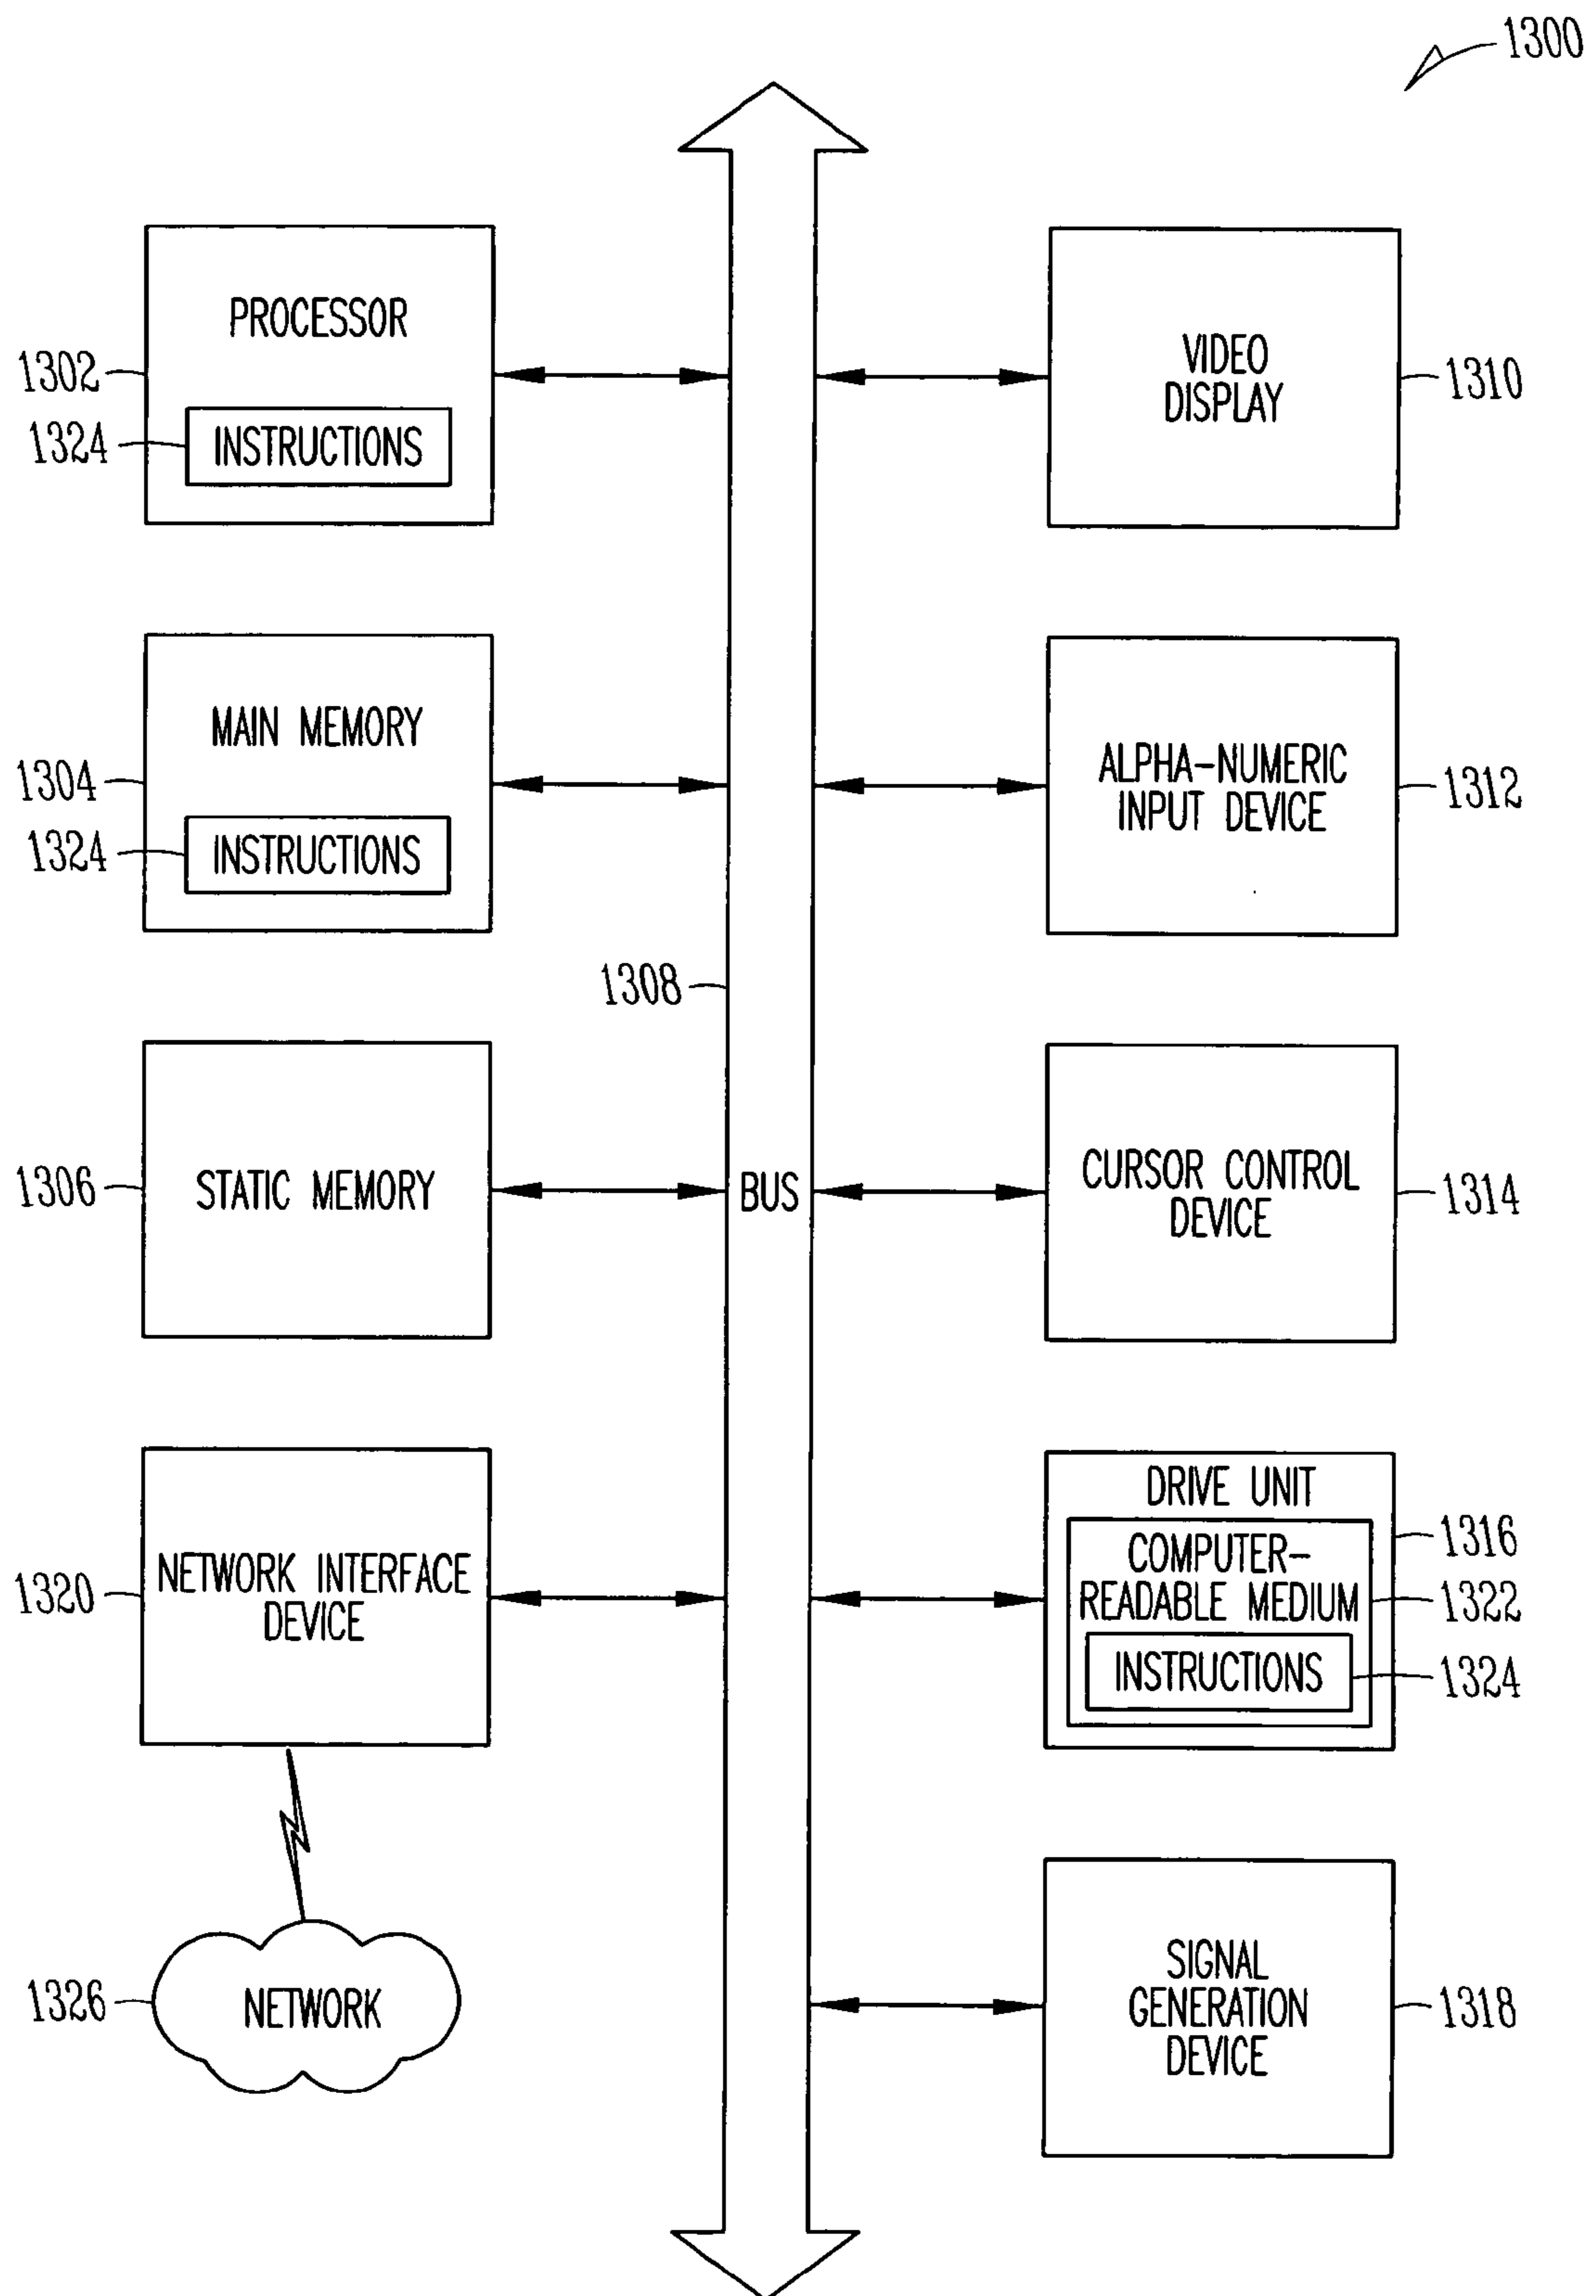 1300
PROCESSOR
1302
1324
INSTRUCTIONS
VIDEO
DISPLAY
1310
MAIN MEMORY
1304
1324
INSTRUCTIONS
ALPHA-NUMERIC
INPUT DEVICE
1312
1308
STATIC MEMORY
1306
BUS
CURSOR CONTROL
DEVICE
1314
NETWORK INTERFACE
DEVICE
1320
DRIVE UNIT
1316
COMPUTER-
READABLE MEDIUM
1322
INSTRUCTIONS
1324
1326
NETWORK
SIGNAL
GENERATION
DEVICE
1318